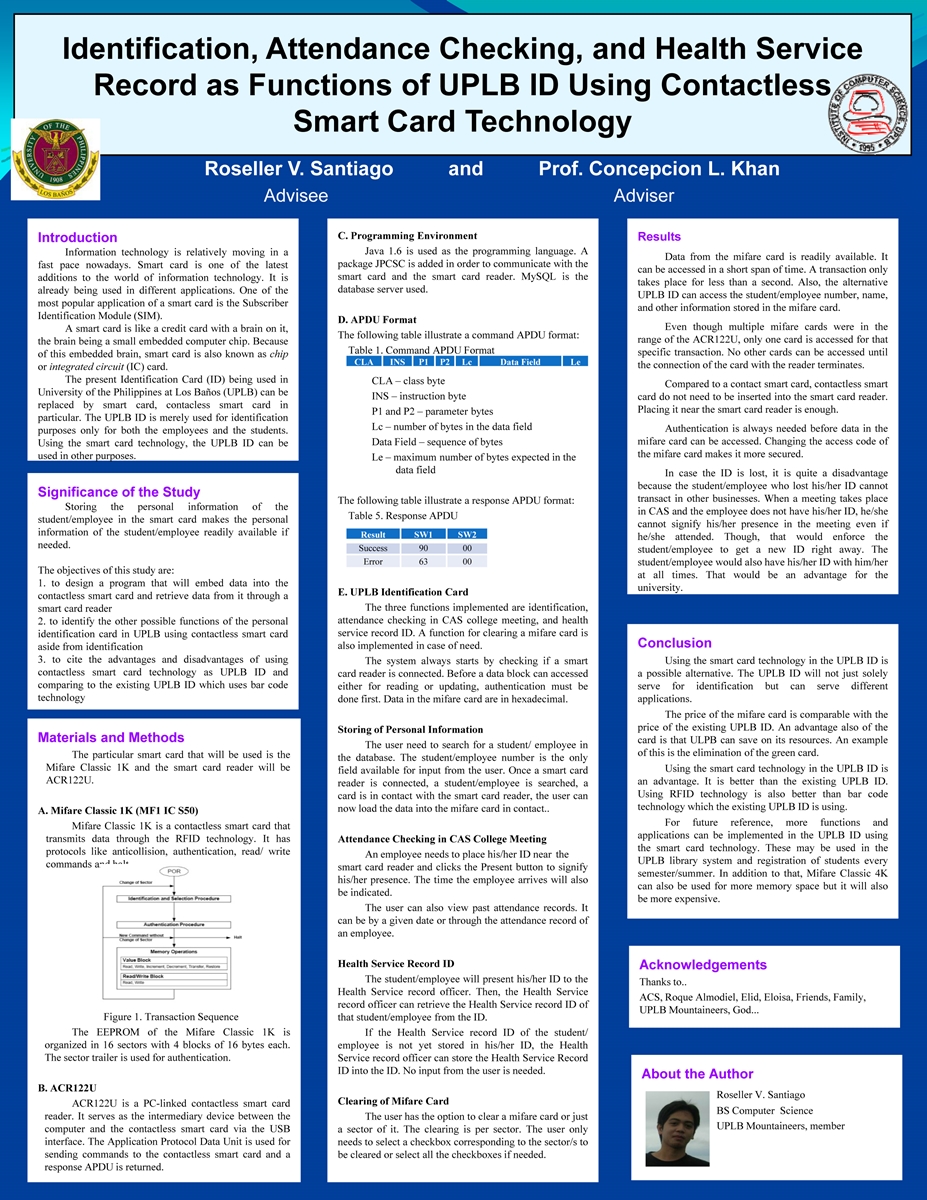 Identification, Attendance Checking, and Health Service
Record as Functions of UPLB ID Using Contactless
Smart Card Technology
INSTITUTE OF COMPUTER SCIENCE, UPLB
1995
UNIVERSITY OF THE PHILIPPINES
1908
LOS BAÑOS
Roseller V. Santiago and Prof. Concepcion L. Khan
Advisee Adviser
Introduction
Information technology is relatively moving in a
fast pace nowadays. Smart card is one of the latest
additions to the world of information technology. It is
already being used in different applications. One of the
most popular application of a smart card is the Subscriber
Identification Module (SIM).
A smart card is like a credit card with a brain on it,
the brain being a small embedded computer chip. Because
of this embedded brain, smart card is also known as chip
or integrated circuit (IC) card.
The present Identification Card (ID) being used in
University of the Philippines at Los Baños (UPLB) can be
replaced by smart card, contacless smart card in
particular. The UPLB ID is merely used for identification
purposes only for both the employees and the students.
Using the smart card technology, the UPLB ID can be
used in other purposes.
Significance of the Study
Storing the personal information of the
student/employee in the smart card makes the personal
information of the student/employee readily available if
needed.
The objectives of this study are:
1. to design a program that will embed data into the
contactless smart card and retrieve data from it through a
smart card reader
2. to identify the other possible functions of the personal
identification card in UPLB using contactless smart card
aside from identification
3. to cite the advantages and disadvantages of using
contactless smart card technology as UPLB ID and
comparing to the existing UPLB ID which uses bar code
technology
Materials and Methods
The particular smart card that will be used is the
Mifare Classic 1K and the smart card reader will be
ACR122U.
A. Mifare Classic 1K (MF1 IC S50)
Mifare Classic 1K is a contactless smart card that
transmits data through the RFID technology. It has
protocols like anticollision, authentication, read/ write
commands and halt.
POR
Change of Sector
Identification and Selection Procedure
Authentication Procedure
New Command without
Change of Sector
Halt
Memory Operations
Value Block
Read, Write, Increment, Decrement, Transfer, Restore
Read/Write Block
Read, Write
Figure 1. Transaction Sequence
The EEPROM of the Mifare Classic 1K is
organized in 16 sectors with 4 blocks of 16 bytes each.
The sector trailer is used for authentication.
B. ACR122U
ACR122U is a PC-linked contactless smart card
reader. It serves as the intermediary device between the
computer and the contactless smart card via the USB
interface. The Application Protocol Data Unit is used for
sending commands to the contactless smart card and a
response APDU is returned.
C. Programming Environment
Java 1.6 is used as the programming language. A
package JPCSC is added in order to communicate with the
smart card and the smart card reader. MySQL is the
database server used.
D. APDU Format
The following table illustrate a command APDU format:
Table 1. Command APDU Format
CLA INS P1 P2 Lc Data Field Le
CLA – class byte
INS – instruction byte
P1 and P2 – parameter bytes
Lc – number of bytes in the data field
Data Field – sequence of bytes
Le – maximum number of bytes expected in the
data field
The following table illustrate a response APDU format:
Table 5. Response APDU
Result SW1 SW2
Success 90 00
Error 63 00
E. UPLB Identification Card
The three functions implemented are identification,
attendance checking in CAS college meeting, and health
service record ID. A function for clearing a mifare card is
also implemented in case of need.
The system always starts by checking if a smart
card reader is connected. Before a data block can accessed
either for reading or updating, authentication must be
done first. Data in the mifare card are in hexadecimal.
Storing of Personal Information
The user need to search for a student/ employee in
the database. The student/employee number is the only
field available for input from the user. Once a smart card
reader is connected, a student/employee is searched, a
card is in contact with the smart card reader, the user can
now load the data into the mifare card in contact..
Attendance Checking in CAS College Meeting
An employee needs to place his/her ID near the
smart card reader and clicks the Present button to signify
his/her presence. The time the employee arrives will also
be indicated.
The user can also view past attendance records. It
can be by a given date or through the attendance record of
an employee.
Health Service Record ID
The student/employee will present his/her ID to the
Health Service record officer. Then, the Health Service
record officer can retrieve the Health Service record ID of
that student/employee from the ID.
If the Health Service record ID of the student/
employee is not yet stored in his/her ID, the Health
Service record officer can store the Health Service Record
ID into the ID. No input from the user is needed.
Clearing of Mifare Card
The user has the option to clear a mifare card or just
a sector of it. The clearing is per sector. The user only
needs to select a checkbox corresponding to the sector/s to
be cleared or select all the checkboxes if needed.
Results
Data from the mifare card is readily available. It
can be accessed in a short span of time. A transaction only
takes place for less than a second. Also, the alternative
UPLB ID can access the student/employee number, name,
and other information stored in the mifare card.
Even though multiple mifare cards were in the
range of the ACR122U, only one card is accessed for that
specific transaction. No other cards can be accessed until
the connection of the card with the reader terminates.
Compared to a contact smart card, contactless smart
card do not need to be inserted into the smart card reader.
Placing it near the smart card reader is enough.
Authentication is always needed before data in the
mifare card can be accessed. Changing the access code of
the mifare card makes it more secured.
In case the ID is lost, it is quite a disadvantage
because the student/employee who lost his/her ID cannot
transact in other businesses. When a meeting takes place
in CAS and the employee does not have his/her ID, he/she
cannot signify his/her presence in the meeting even if
he/she attended. Though, that would enforce the
student/employee to get a new ID right away. The
student/employee would also have his/her ID with him/her
at all times. That would be an advantage for the
university.
Conclusion
Using the smart card technology in the UPLB ID is
a possible alternative. The UPLB ID will not just solely
serve for identification but can serve different
applications.
The price of the mifare card is comparable with the
price of the existing UPLB ID. An advantage also of the
card is that ULPB can save on its resources. An example
of this is the elimination of the green card.
Using the smart card technology in the UPLB ID is
an advantage. It is better than the existing UPLB ID.
Using RFID technology is also better than bar code
technology which the existing UPLB ID is using.
For future reference, more functions and
applications can be implemented in the UPLB ID using
the smart card technology. These may be used in the
UPLB library system and registration of students every
semester/summer. In addition to that, Mifare Classic 4K
can also be used for more memory space but it will also
be more expensive.
Acknowledgements
Thanks to..
ACS, Roque Almodiel, Elid, Eloisa, Friends, Family,
UPLB Mountaineers, God...
About the Author
Roseller V. Santiago
BS Computer Science
UPLB Mountaineers, member